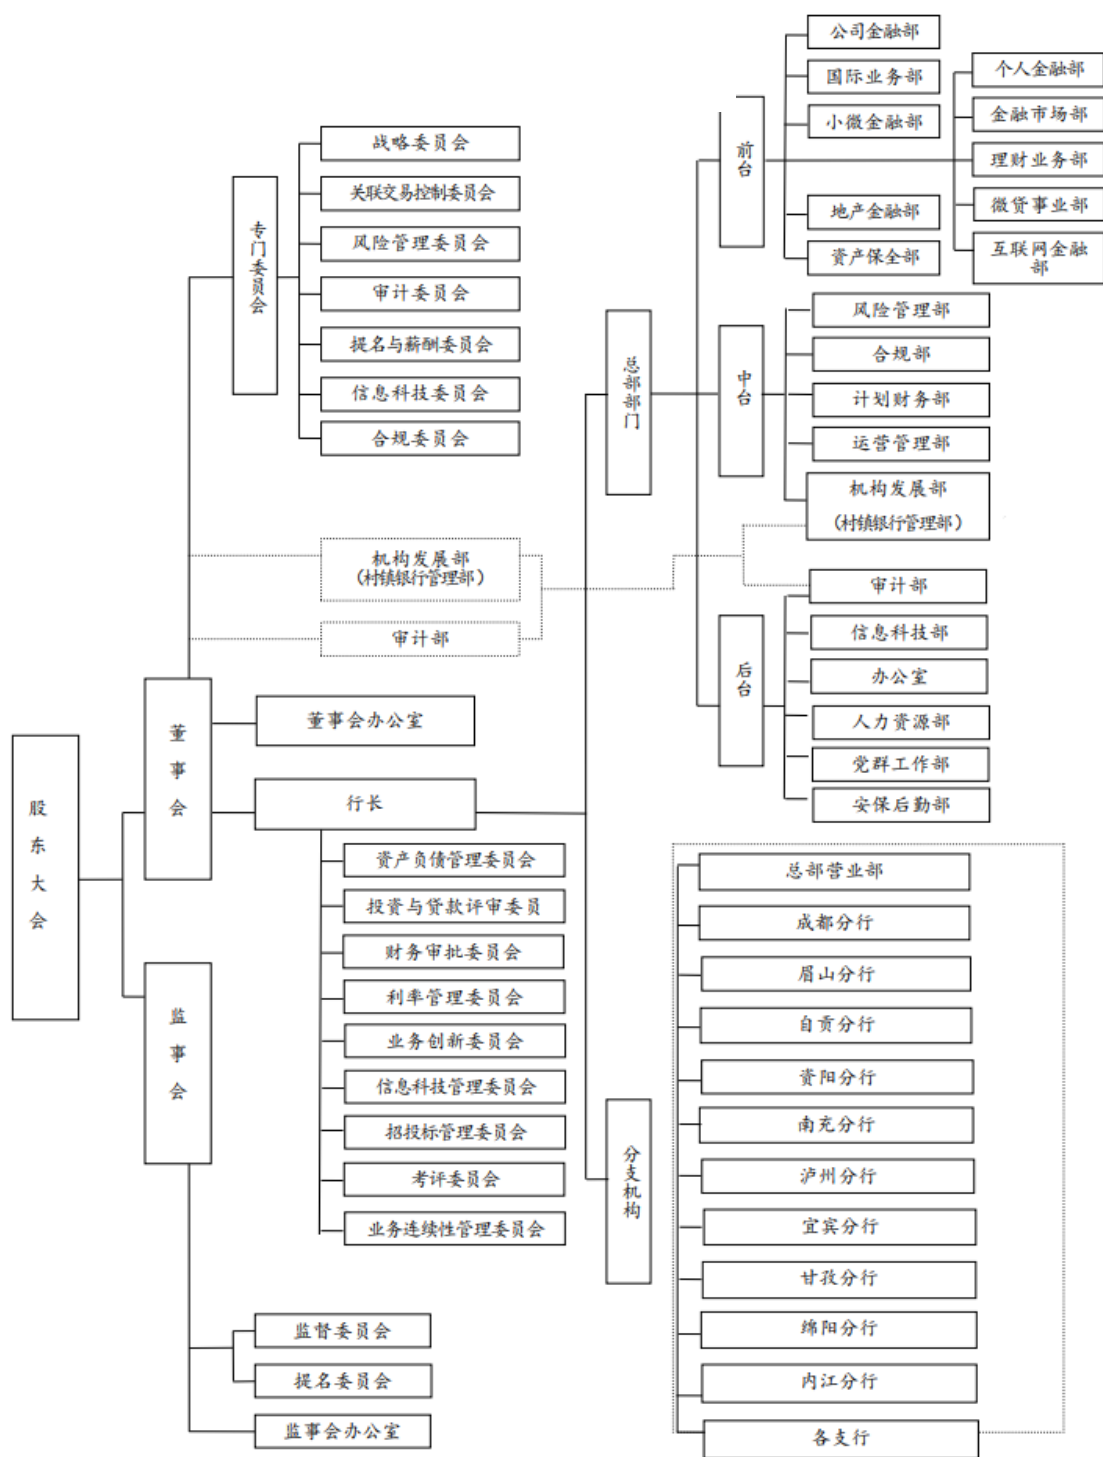 股东大会
董事会
监事会
专门委员会
战略委员会
关联交易控制委员会
风险管理委员会
审计委员会
提名与薪酬委员会
信息科技委员会
合规委员会
机构发展部
(村镇银行管理部)
审计部
董事会办公室
行长
资产负债管理委员会
投资与贷款评审委员
财务审批委员会
利率管理委员会
业务创新委员会
信息科技管理委员会
招投标管理委员会
考评委员会
业务连续性管理委员会
监督委员会
提名委员会
监事会办公室
总部部门
前台
公司金融部
国际业务部
小微金融部
地产金融部
资产保全部
个人金融部
金融市场部
理财业务部
微贷事业部
互联网金融
部
中台
风险管理部
合规部
计划财务部
运营管理部
机构发展部
(村镇银行管理部)
后台
审计部
信息科技部
办公室
人力资源部
党群工作部
安保后勤部
分支机构
总部营业部
成都分行
眉山分行
自贡分行
资阳分行
南充分行
泸州分行
宜宾分行
甘孜分行
绵阳分行
内江分行
各支行